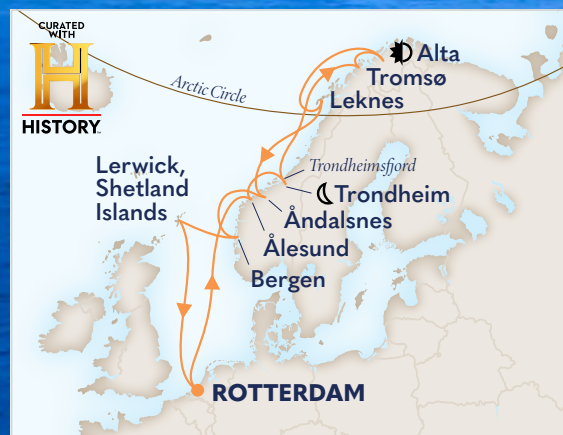 CURATED
WITH
H
HISTORY
Arctic Circle
Alta
Tromsø
Leknes
Lerwick,
Shetland
Islands
Trondheimsfjord
Trondheim
Åndalsnes
Ålesund
Bergen
ROTTERDAM